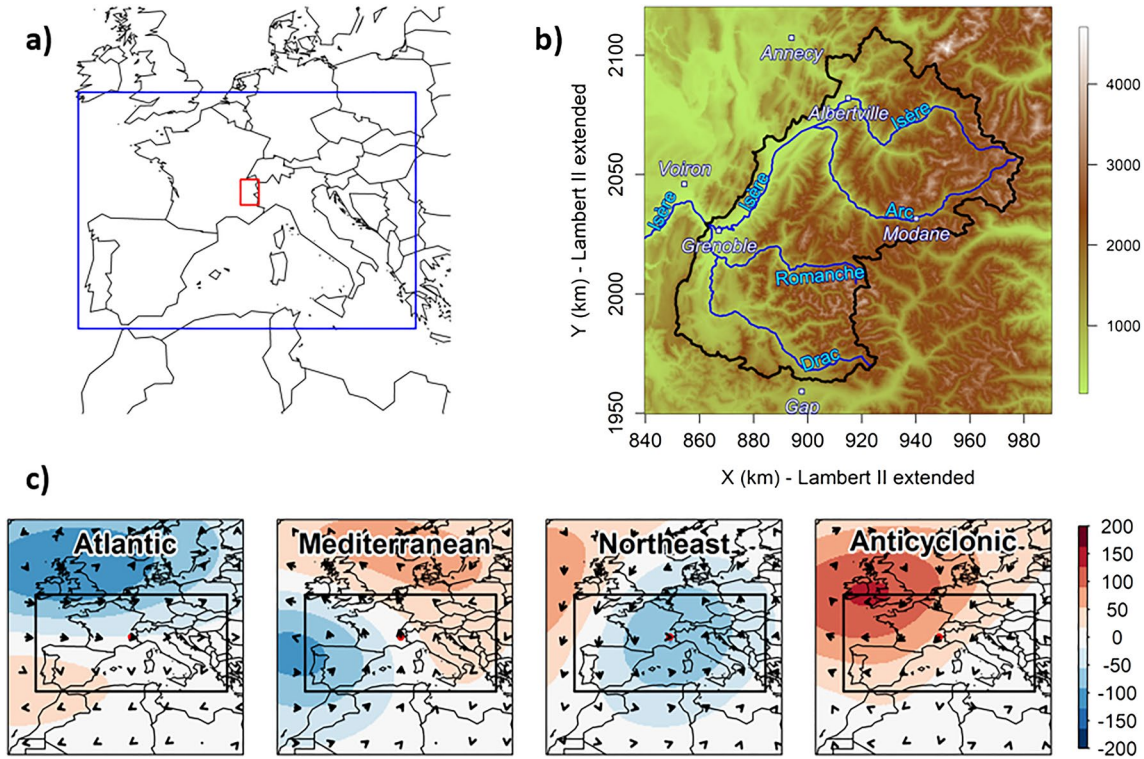 a)
b)
Annecy
Albertville
Isère
Voiron
Isère
Isère
Arc
Modane
Grenoble
Romanche
Drac
Gap
2100
2050
2000
1950
Y (km) - Lambert II extended
840 860 880 900 920 940 960 980
X (km) - Lambert II extended
4000
3000
2000
1000
c)
Atlantic
Mediterranean
Northeast
Anticyclonic
200
150
100
50
0
-50
-100
-150
-200